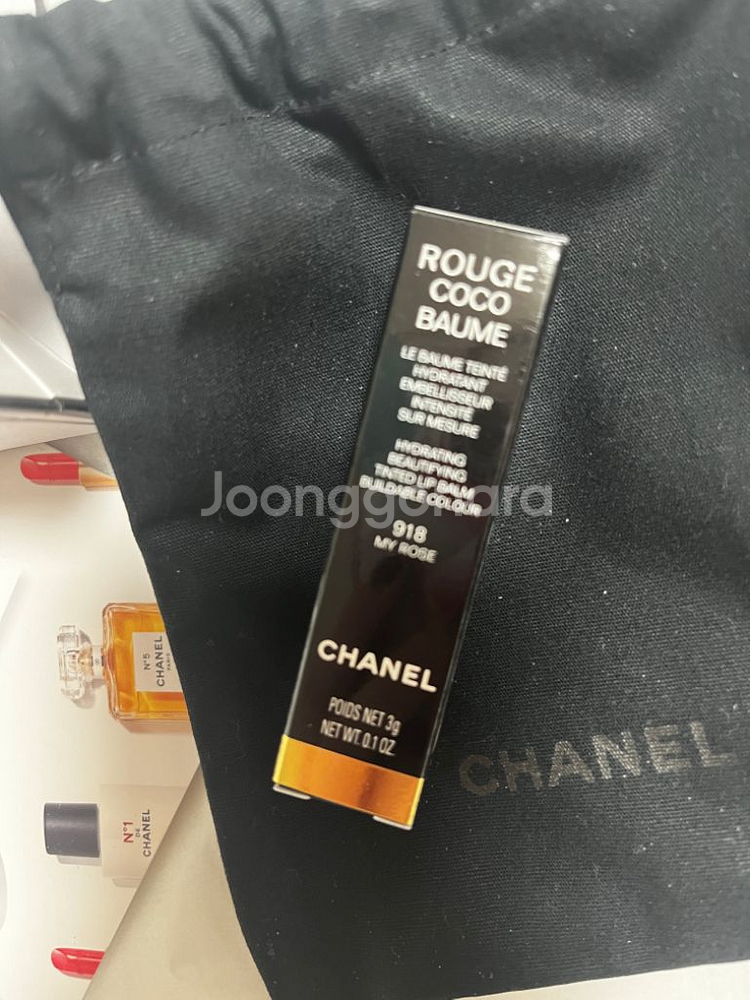 ROUGE
COCO
BAUME
LE BAUME TEINTÉ
HYDRATANT
EMBELLISSEUR
INTENSITÉ
SUR MESURE
HYDRATING
BEAUTIFYING
TINTED LIP BALM
BUILDABLE COLOUR
918
MY ROSE
CHANEL
POIDS NET 3g
NET WT. 0.1 OZ.
CHANEL
Joonggonara
N°5
CHANEL
PARIS
N°1
DE
CHANEL